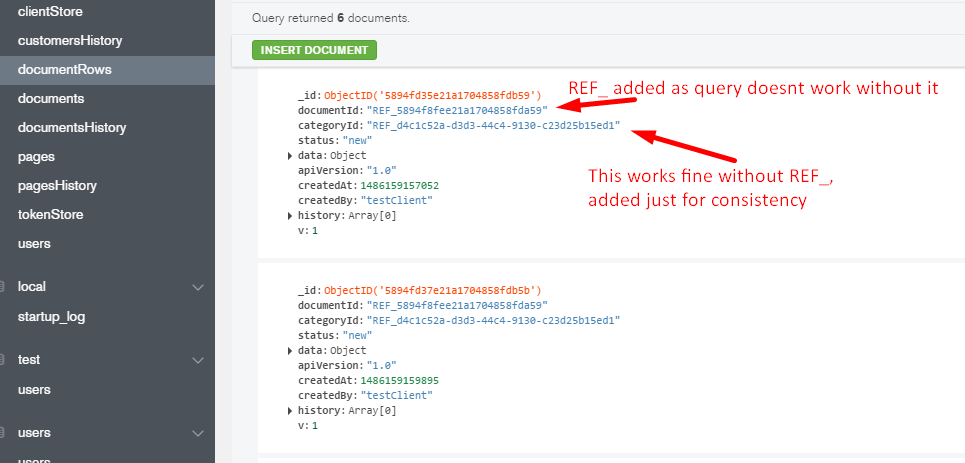 clientStore
customersHistory
documentRows
documents
documentsHistory
pages
pagesHistory
tokenStore
users
local
startup_log
test
users
users
users
Query returned 6 documents.
INSERT DOCUMENT
_id: ObjectID('5894fd35e21a1704858fdb59')
documentId: "REF_5894f8fee21a1704858fda59"
categoryId: "REF_d4c1c52a-d3d3-44c4-9130-c23d25b15ed1"
status: "new"
data: Object
apiVersion: "1.0"
createdAt: 1486159157052
createdBy: "testClient"
history: Array[0]
v: 1
REF_ added as query doesnt work without it
This works fine without REF_,
added just for consistency
_id: ObjectID('5894fd37e21a1704858fdb5b')
documentId: "REF_5894f8fee21a1704858fda59"
categoryId: "REF_d4c1c52a-d3d3-44c4-9130-c23d25b15ed1"
status: "new"
data: Object
apiVersion: "1.0"
createdAt: 1486159159895
createdBy: "testClient"
history: Array[0]
v: 1